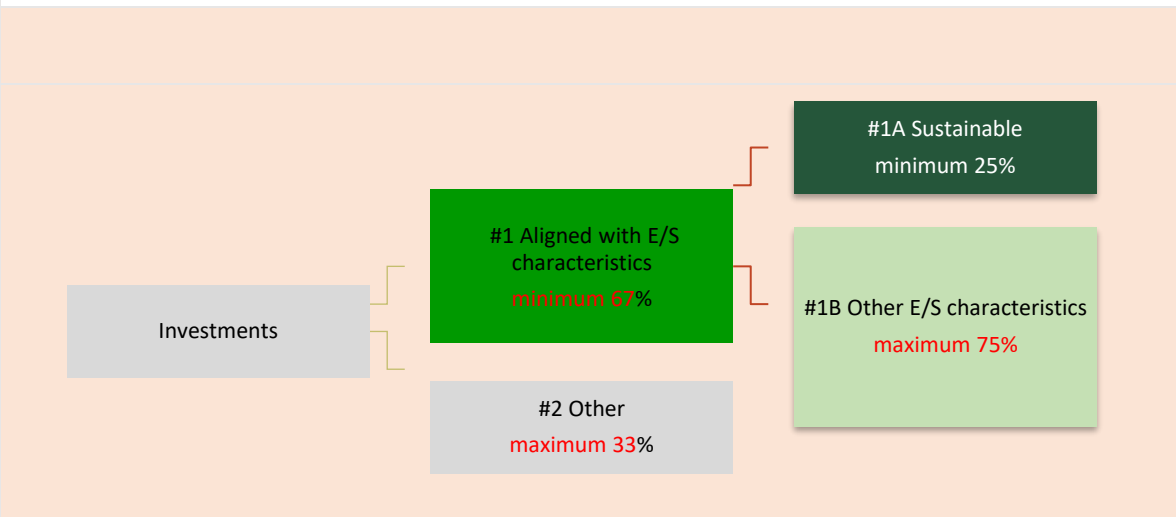 #1A Sustainable
minimum 25%
#1 Aligned with E/S
characteristics
minimum 67%
#1B Other E/S characteristics
maximum 75%
Investments
#2 Other
maximum 33%